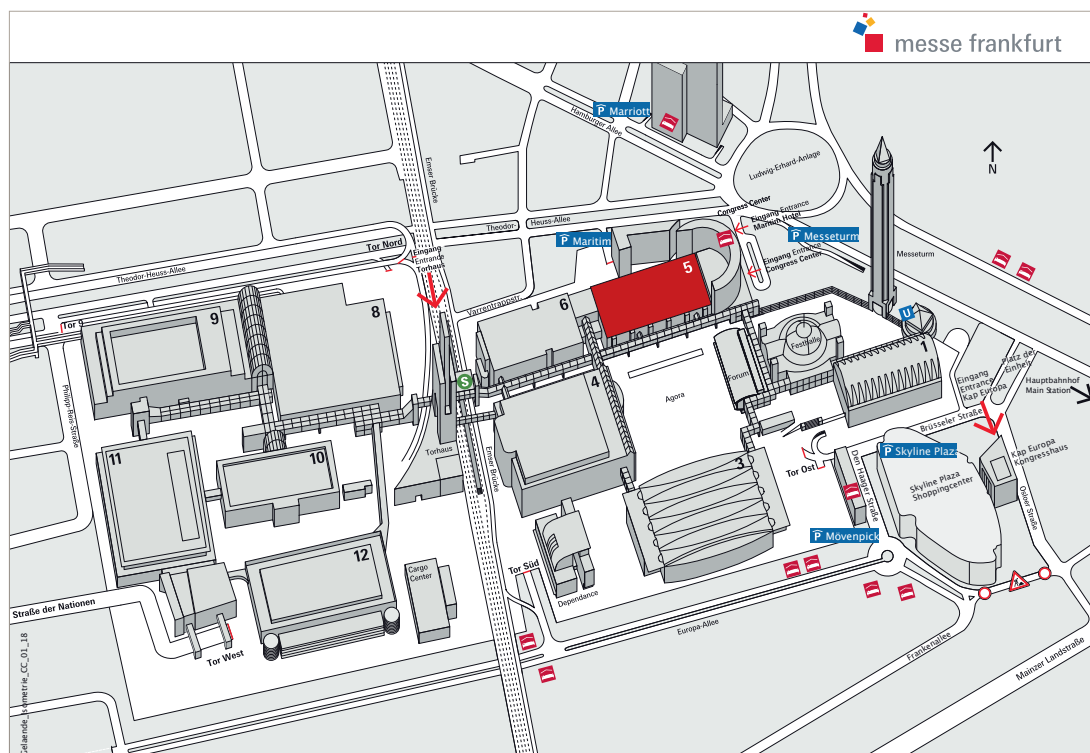 messe frankfurt
P Marriott
Hamburger Allee
Emser Brücke
Ludwig-Erhard-Anlage
N
Congress Center
Eingang Entrance
Maritim Hotel
Theodor-
Heuss-Allee
P Maritim
P Messeturm
Tor Nord
Eingang
Entrance
Torhaus
Eingang Entrance
Congress Center
Messeturm
Theodor-Heuss-Allee
5
Varrentrappstr.
6
8
9
Tor 5
U
Festhalle
Forum
Agora
S
4
Platz der
Einheit
Eingang
Entrance
Kap Europa
Hauptbahnhof
Main Station
Philipp-Reis-Straße
Brüsseler Straße
Torhaus
Emser Brücke
11
10
3
Tor Ost
P Skyline Plaza
Kap Europa
Kongresshaus
Skyline Plaza
Shoppingcenter
Den Haager Straße
Osloer Straße
P Mövenpick
12
Cargo
Center
Tor Süd
Dependance
Straße der Nationen
Tor West
Europa-Allee
Frankenallee
Mainzer Landstraße
Gelaende_Isometrie_CC_01_18